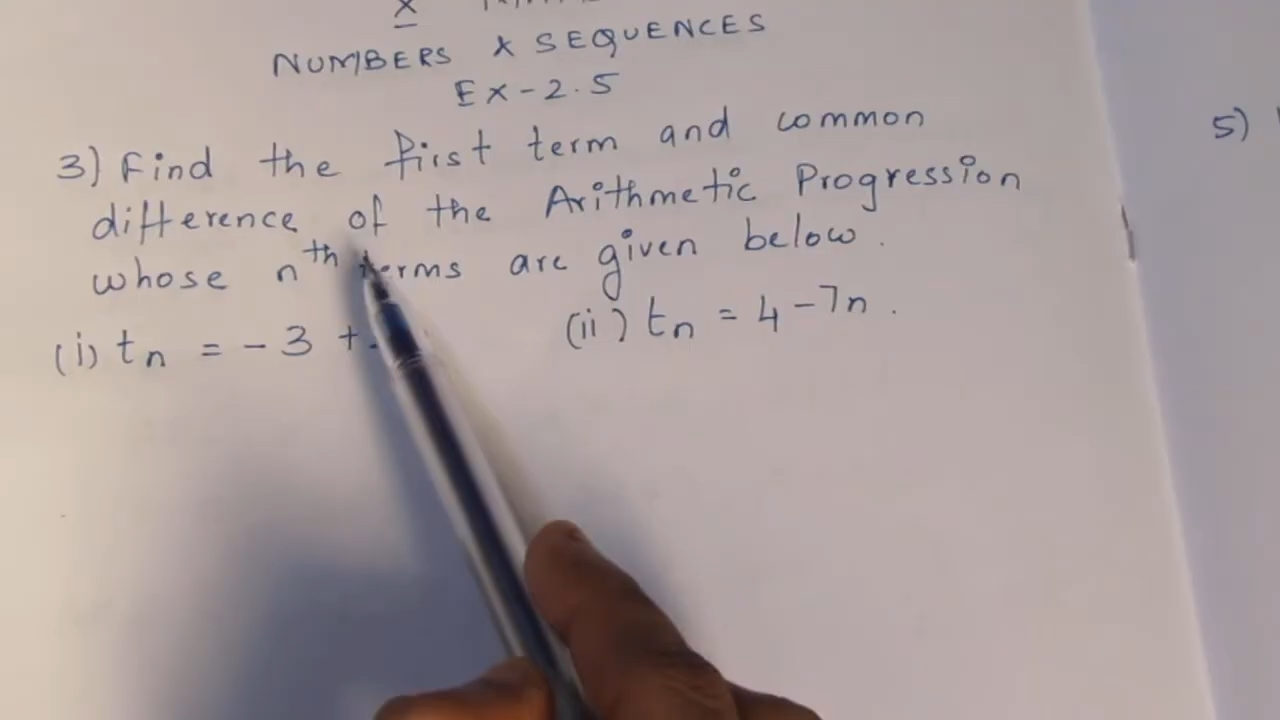 X
NUMBERS & SEQUENCES
EX-2.5
3) Find the first term and common
difference of the Arithmetic Progression
whose nth terms are given below.
(i) tn = -3 +
(ii) tn = 4 - 7n.
5)